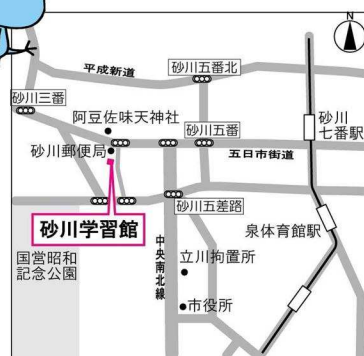 砂川五番北
平成新道
砂川三番
阿豆佐味天神社
砂川
七番駅
砂川五番
砂川郵便局
五日市街道
砂川五差路
砂川学習館
泉体育館駅
中央南北線
国営昭和
記念公園
立川拘置所
市役所